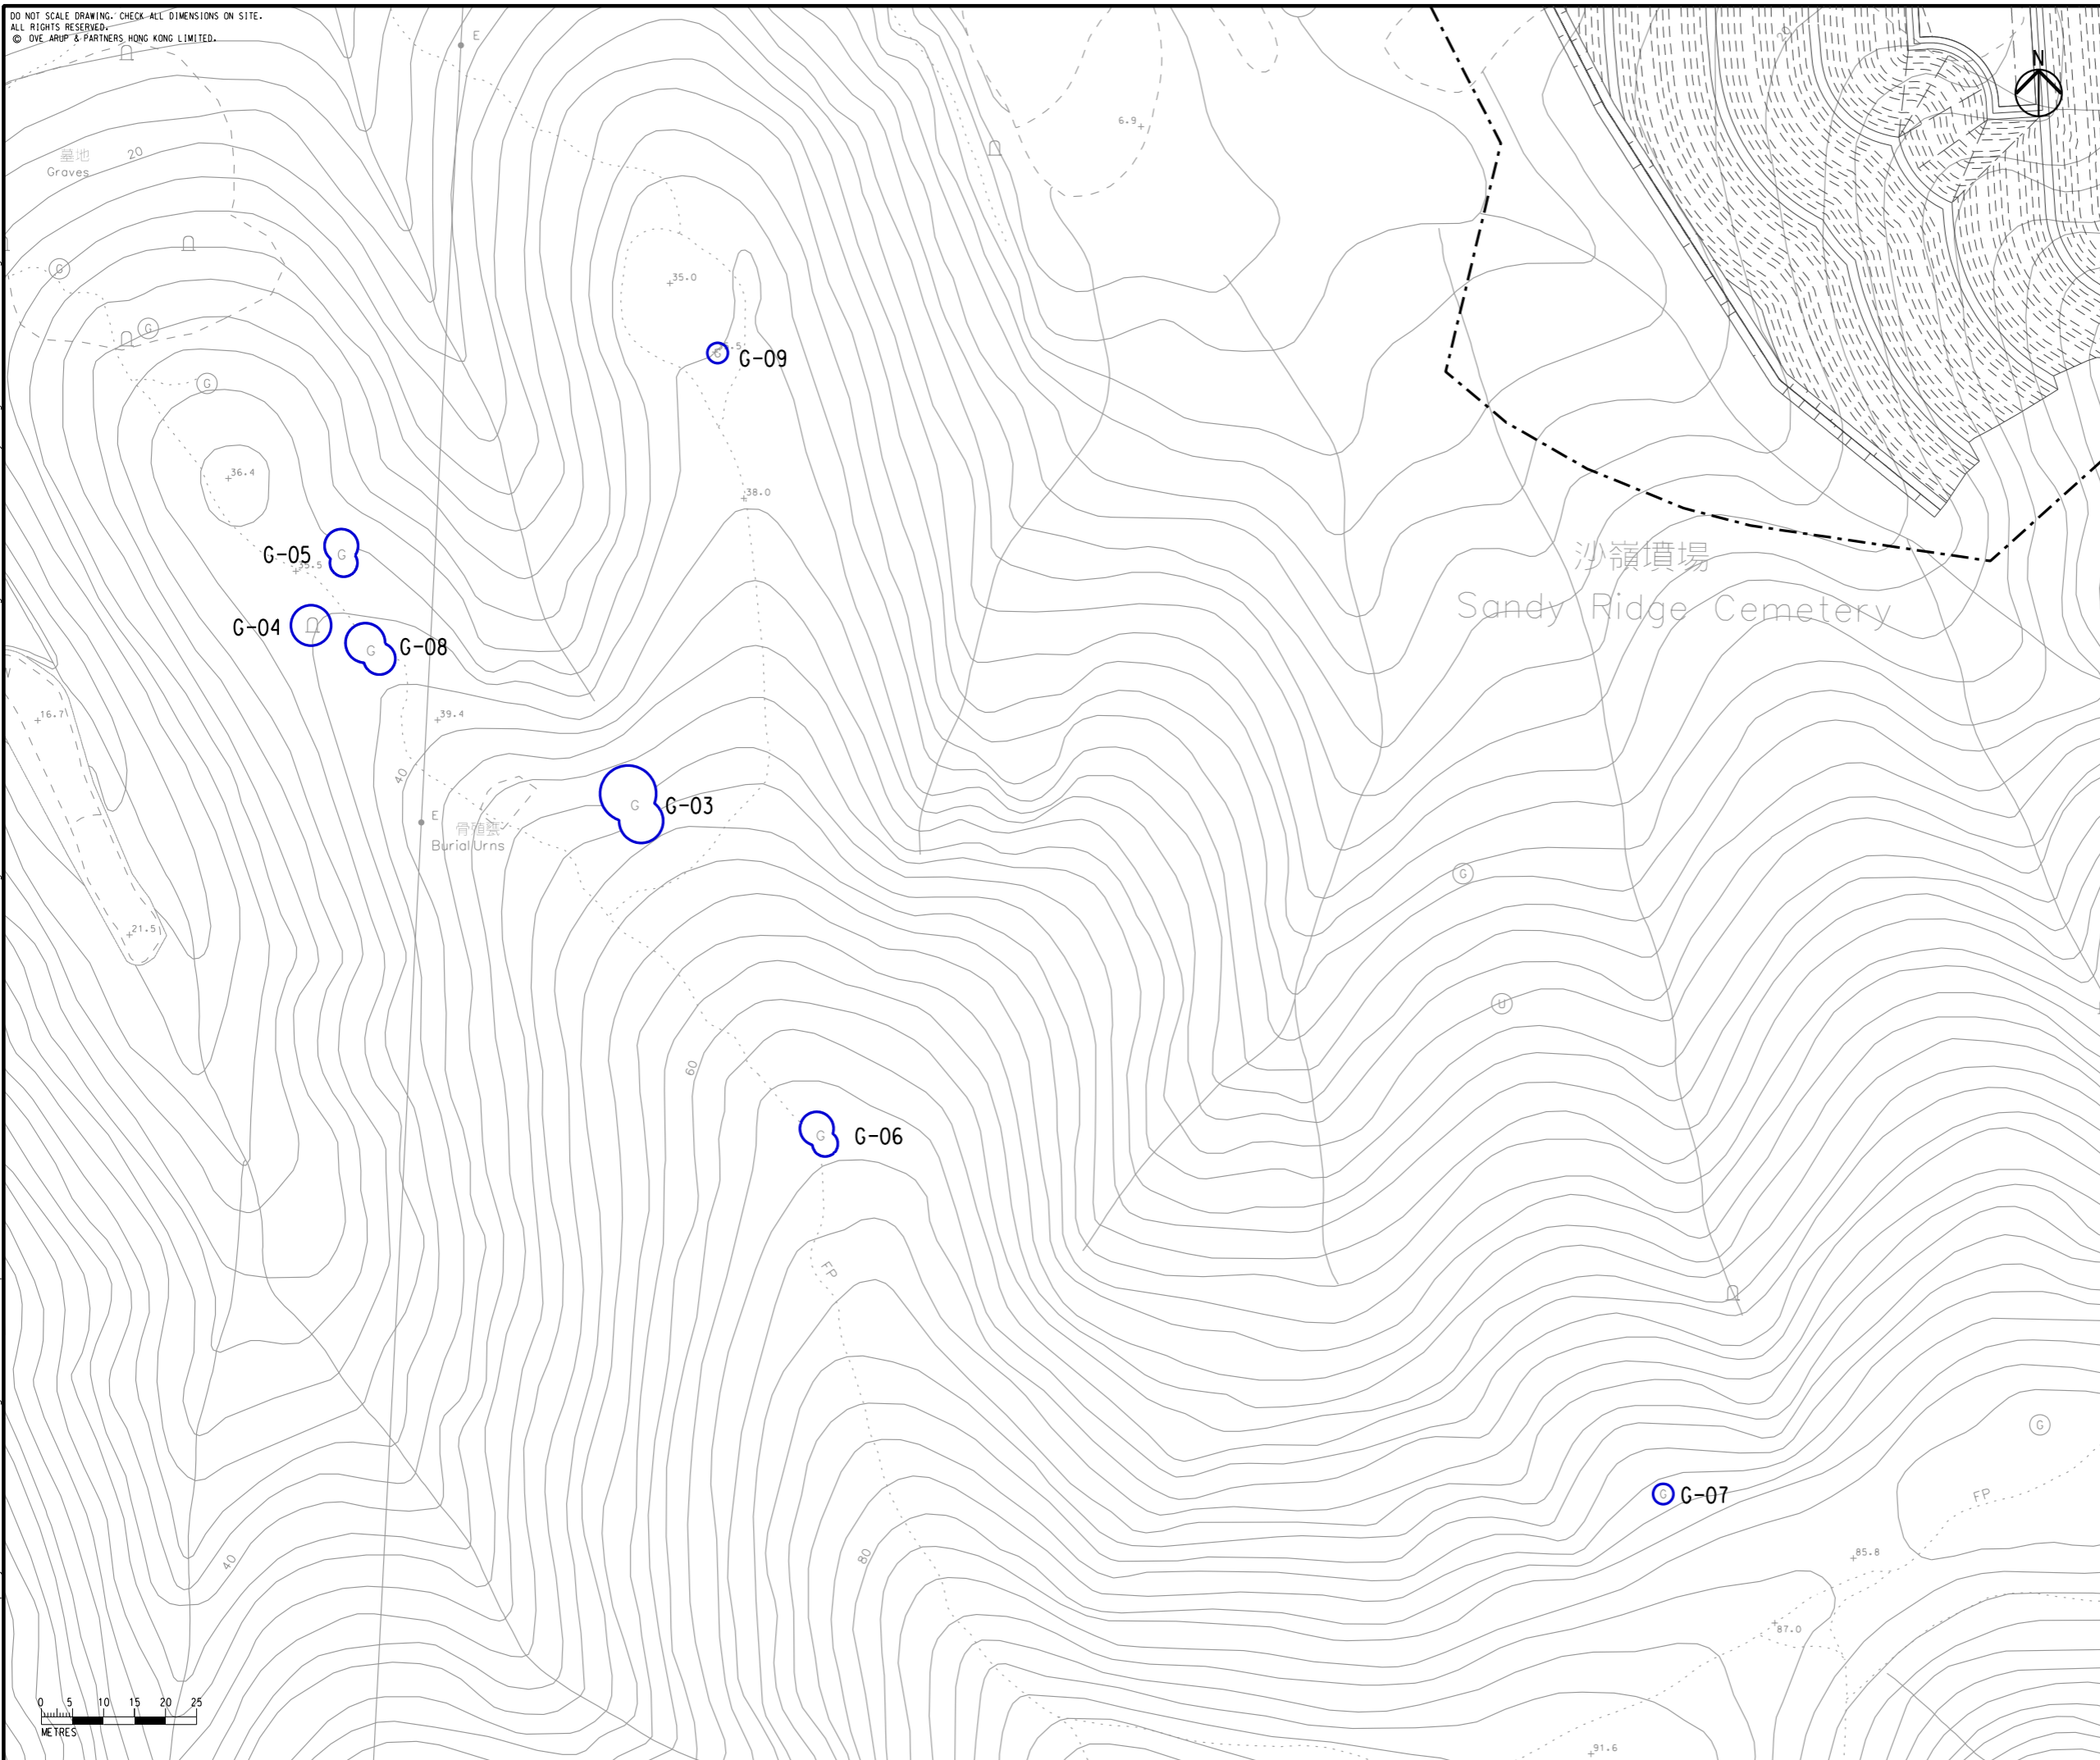 DO NOT SCALE DRAWING. CHECK ALL DIMENSIONS ON SITE.
ALL RIGHTS RESERVED.
© OVE ARUP & PARTNERS HONG KONG LIMITED.
E
N
20
6.9
墓地
20
Graves
G
35.0
G
G-09
G
G
36.4
38.0
G-05
G
35.5
沙嶺墳場
Sandy Ridge Cemetery
G-04
G-08
G
16.7
39.4
40
G
G-03
E
Burial Urns
G
21.5
U
60
G
G-06
FP
G
G
G-07
FP
80
40
85.8
87.0
0 5 10 15 20 25
METRES
91.6